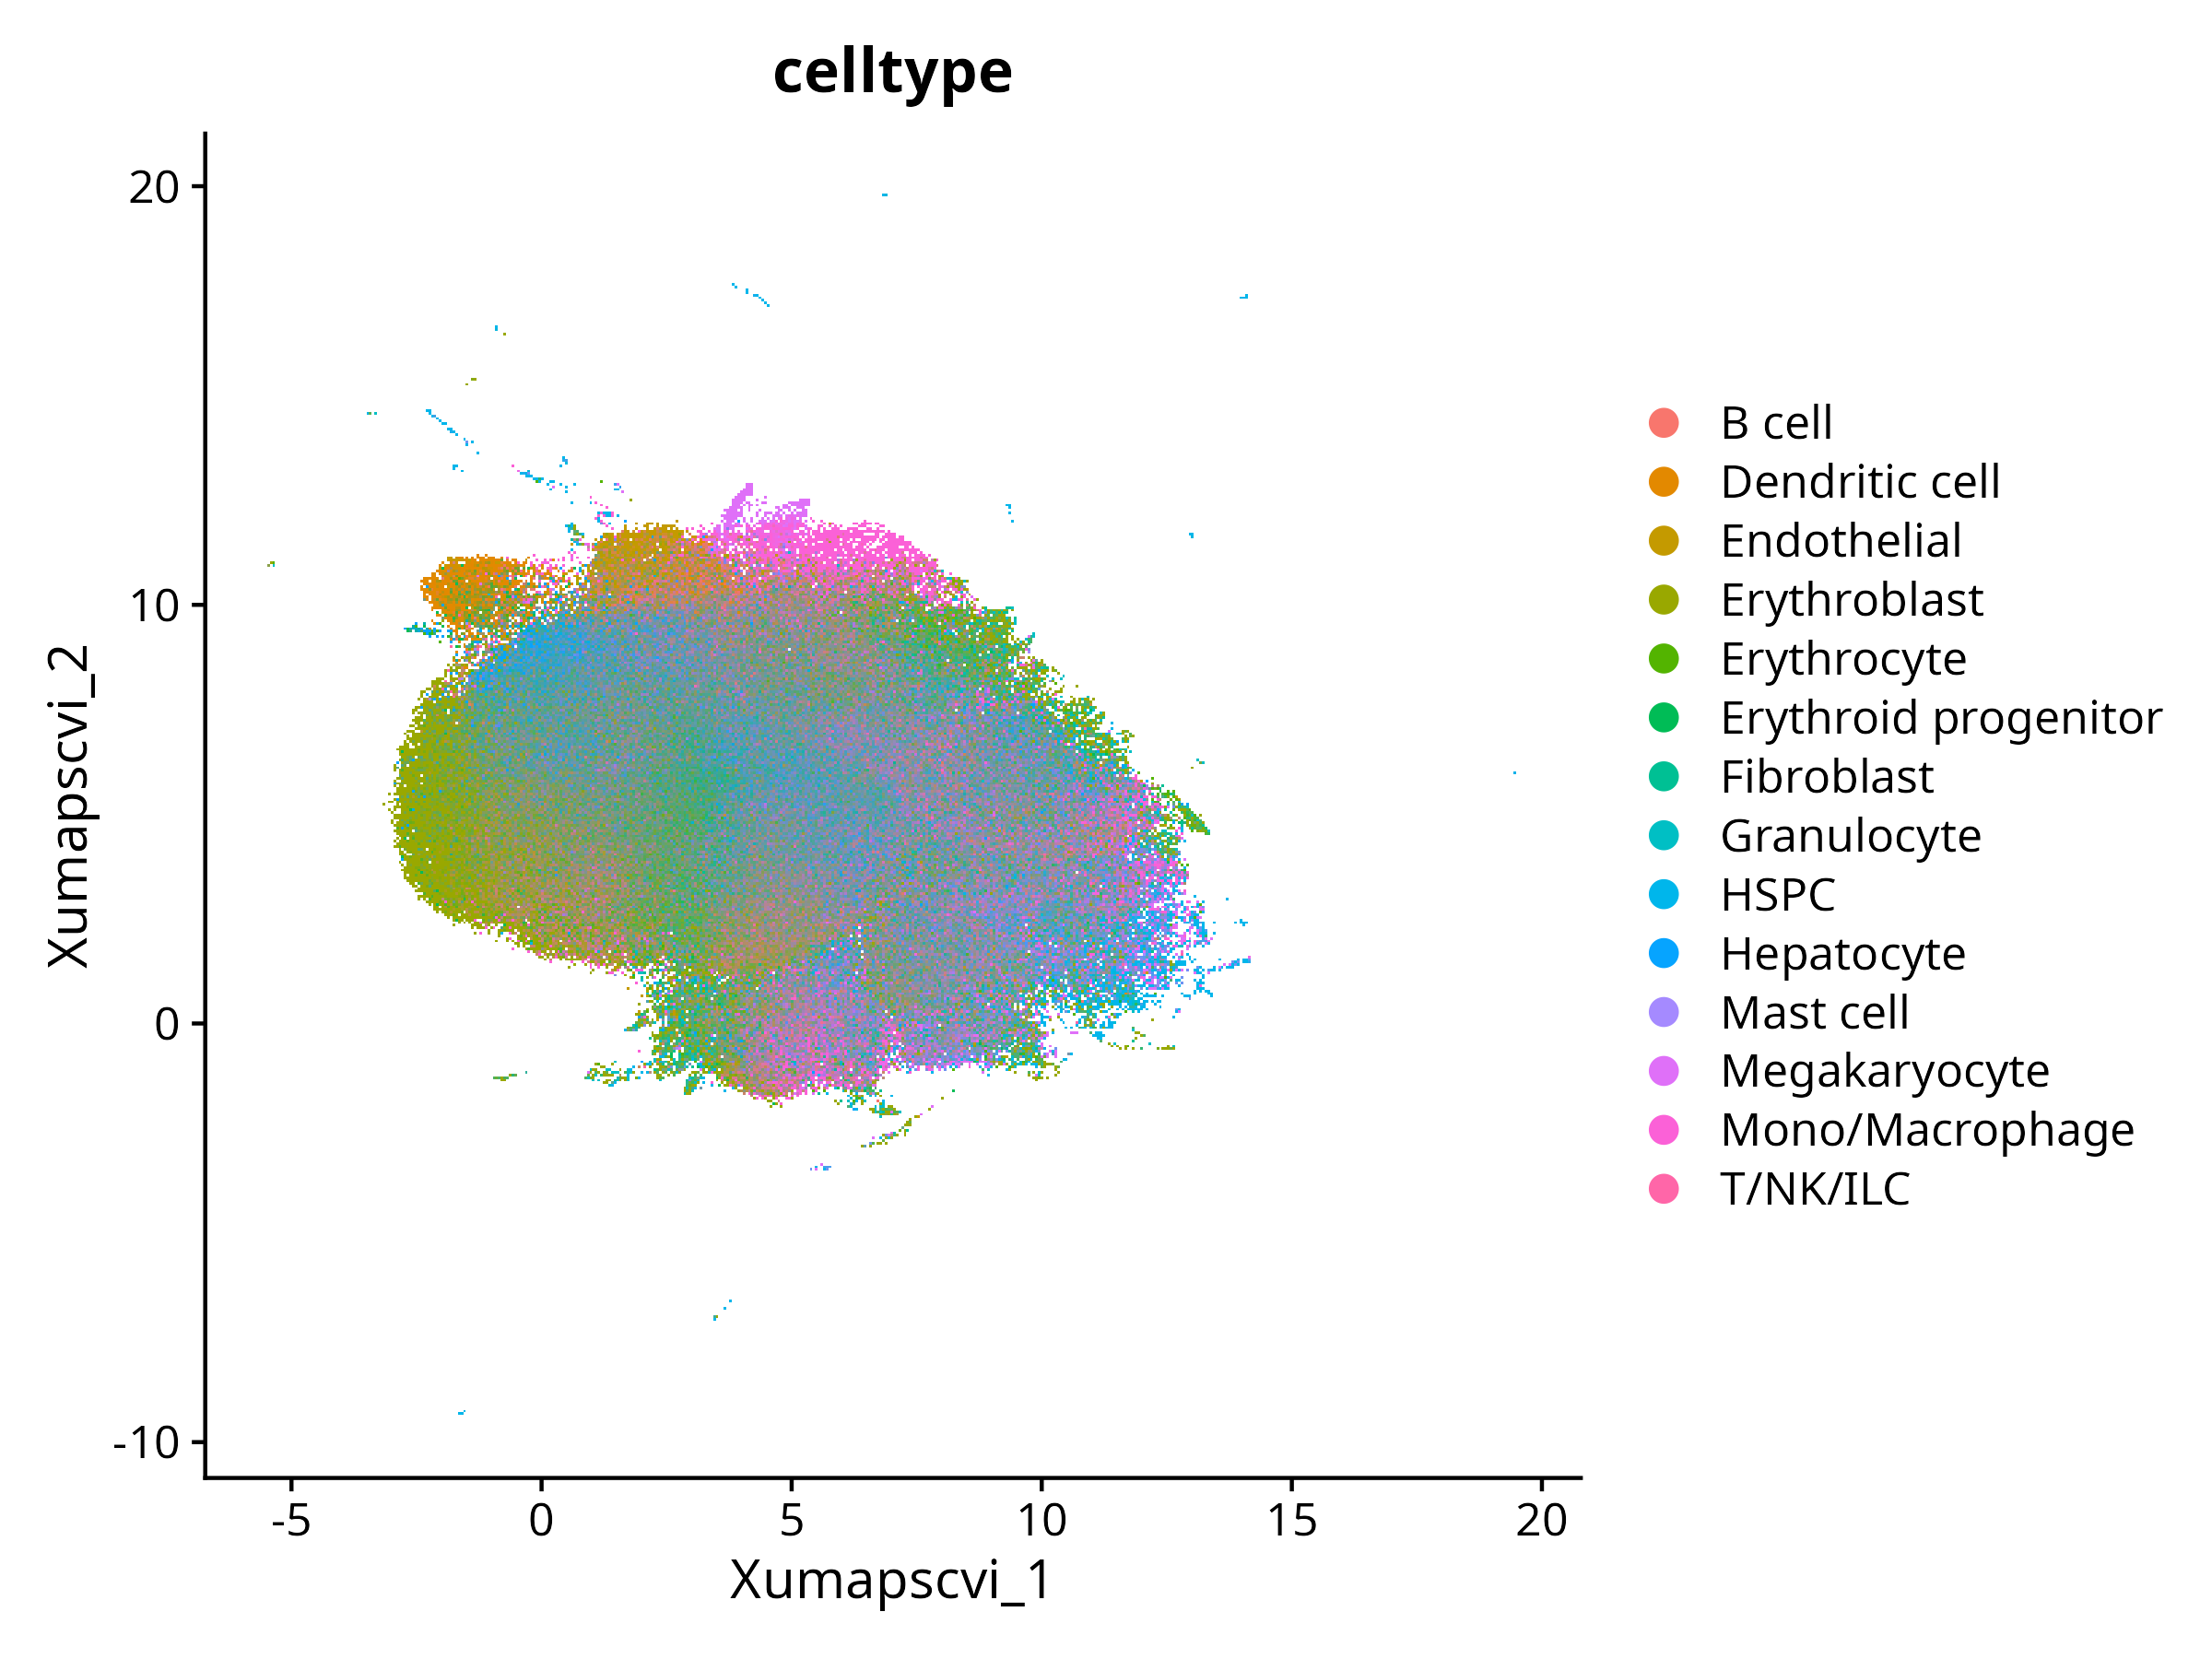 celltype
20
10
0
-10
Xumapscvi_2
-5 0 5 10 15 20
Xumapscvi_1
B cell
Dendritic cell
Endothelial
Erythroblast
Erythrocyte
Erythroid progenitor
Fibroblast
Granulocyte
HSPC
Hepatocyte
Mast cell
Megakaryocyte
Mono/Macrophage
T/NK/ILC